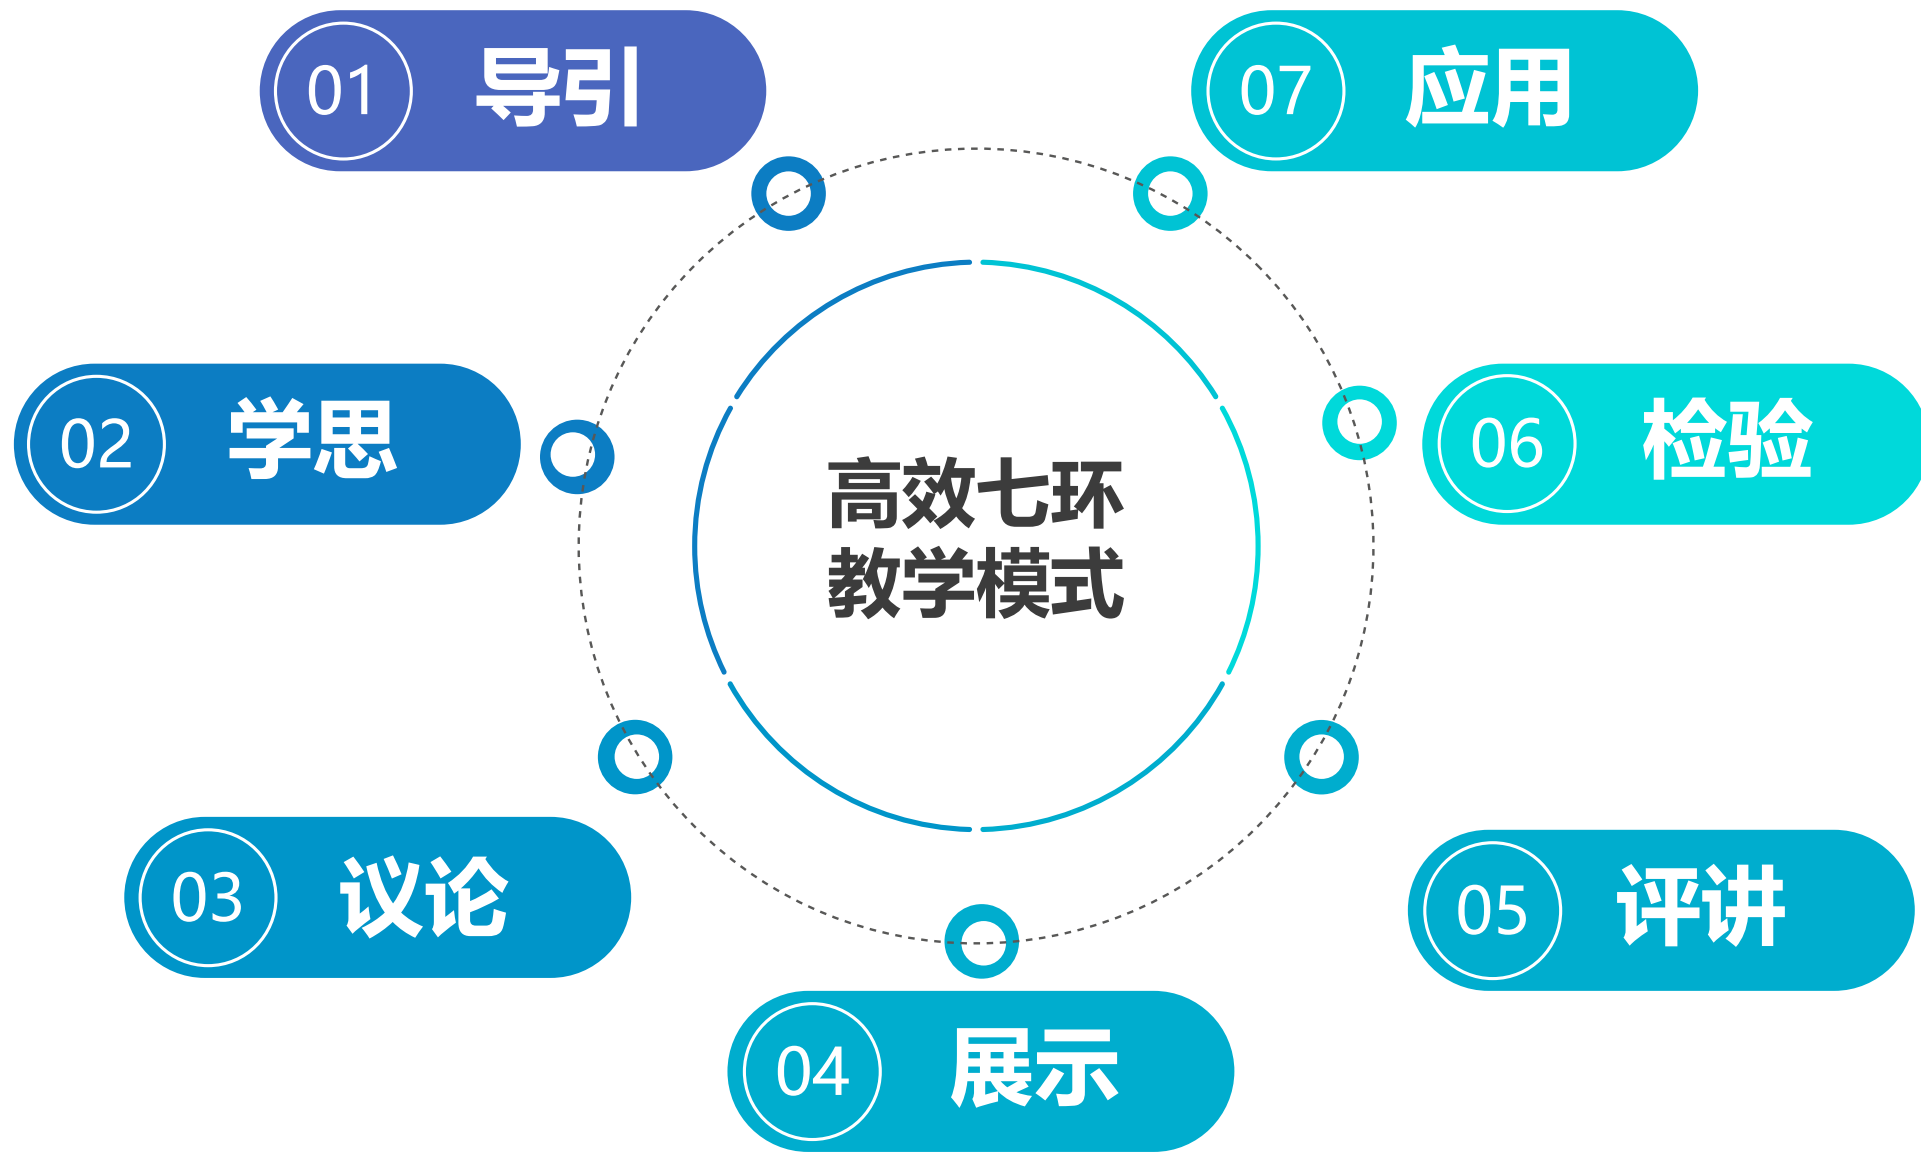 01 导引
02 学思
03 议论
04 展示
05 评讲
06 检验
07 应用
高效七环
教学模式